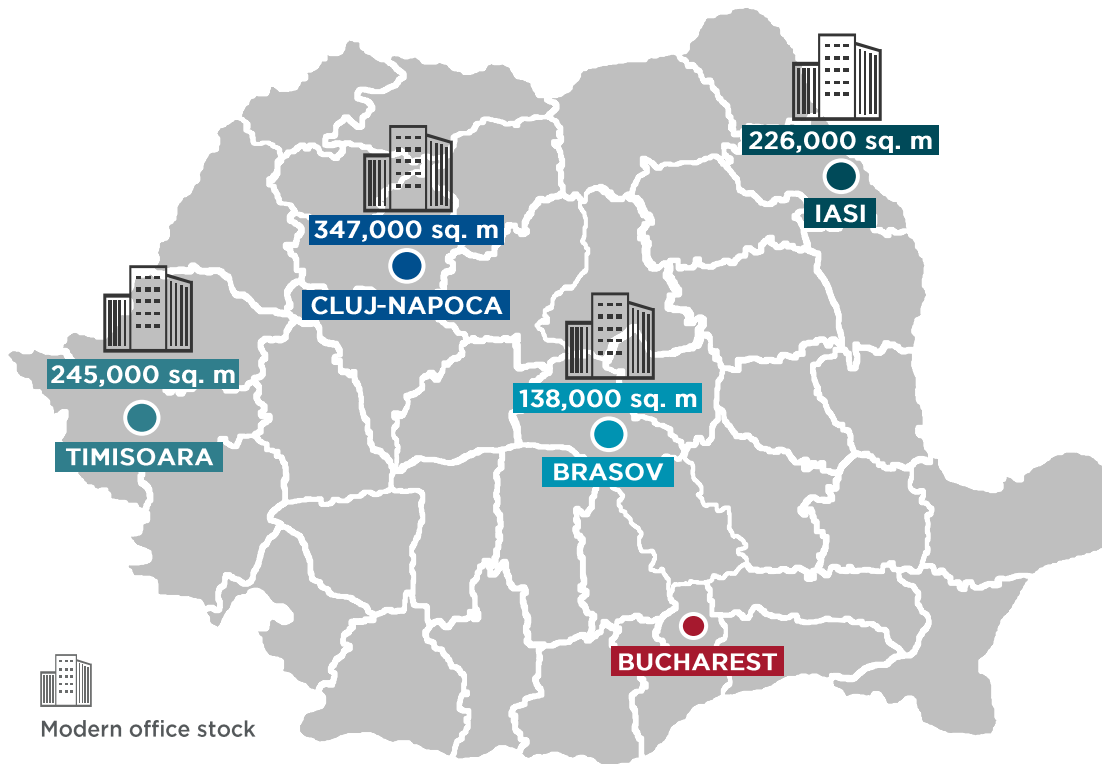 226,000 sq. m
IASI
347,000 sq. m
CLUJ-NAPOCA
245,000 sq. m
TIMISOARA
138,000 sq. m
BRASOV
BUCHAREST
Modern office stock